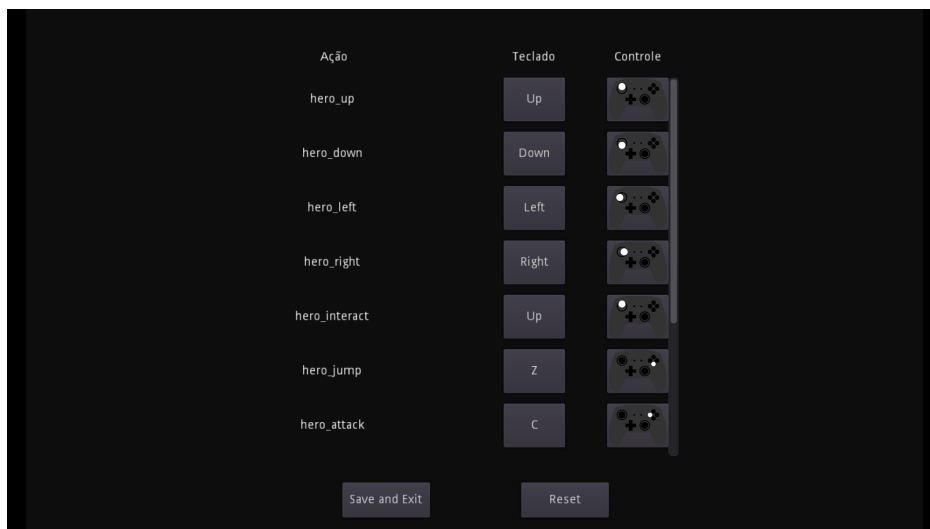 Ação Teclado Controle
hero_up Up
hero_down Down
hero_left Left
hero_right Right
hero_interact Up
hero_jump Z
hero_attack C
Save and Exit Reset